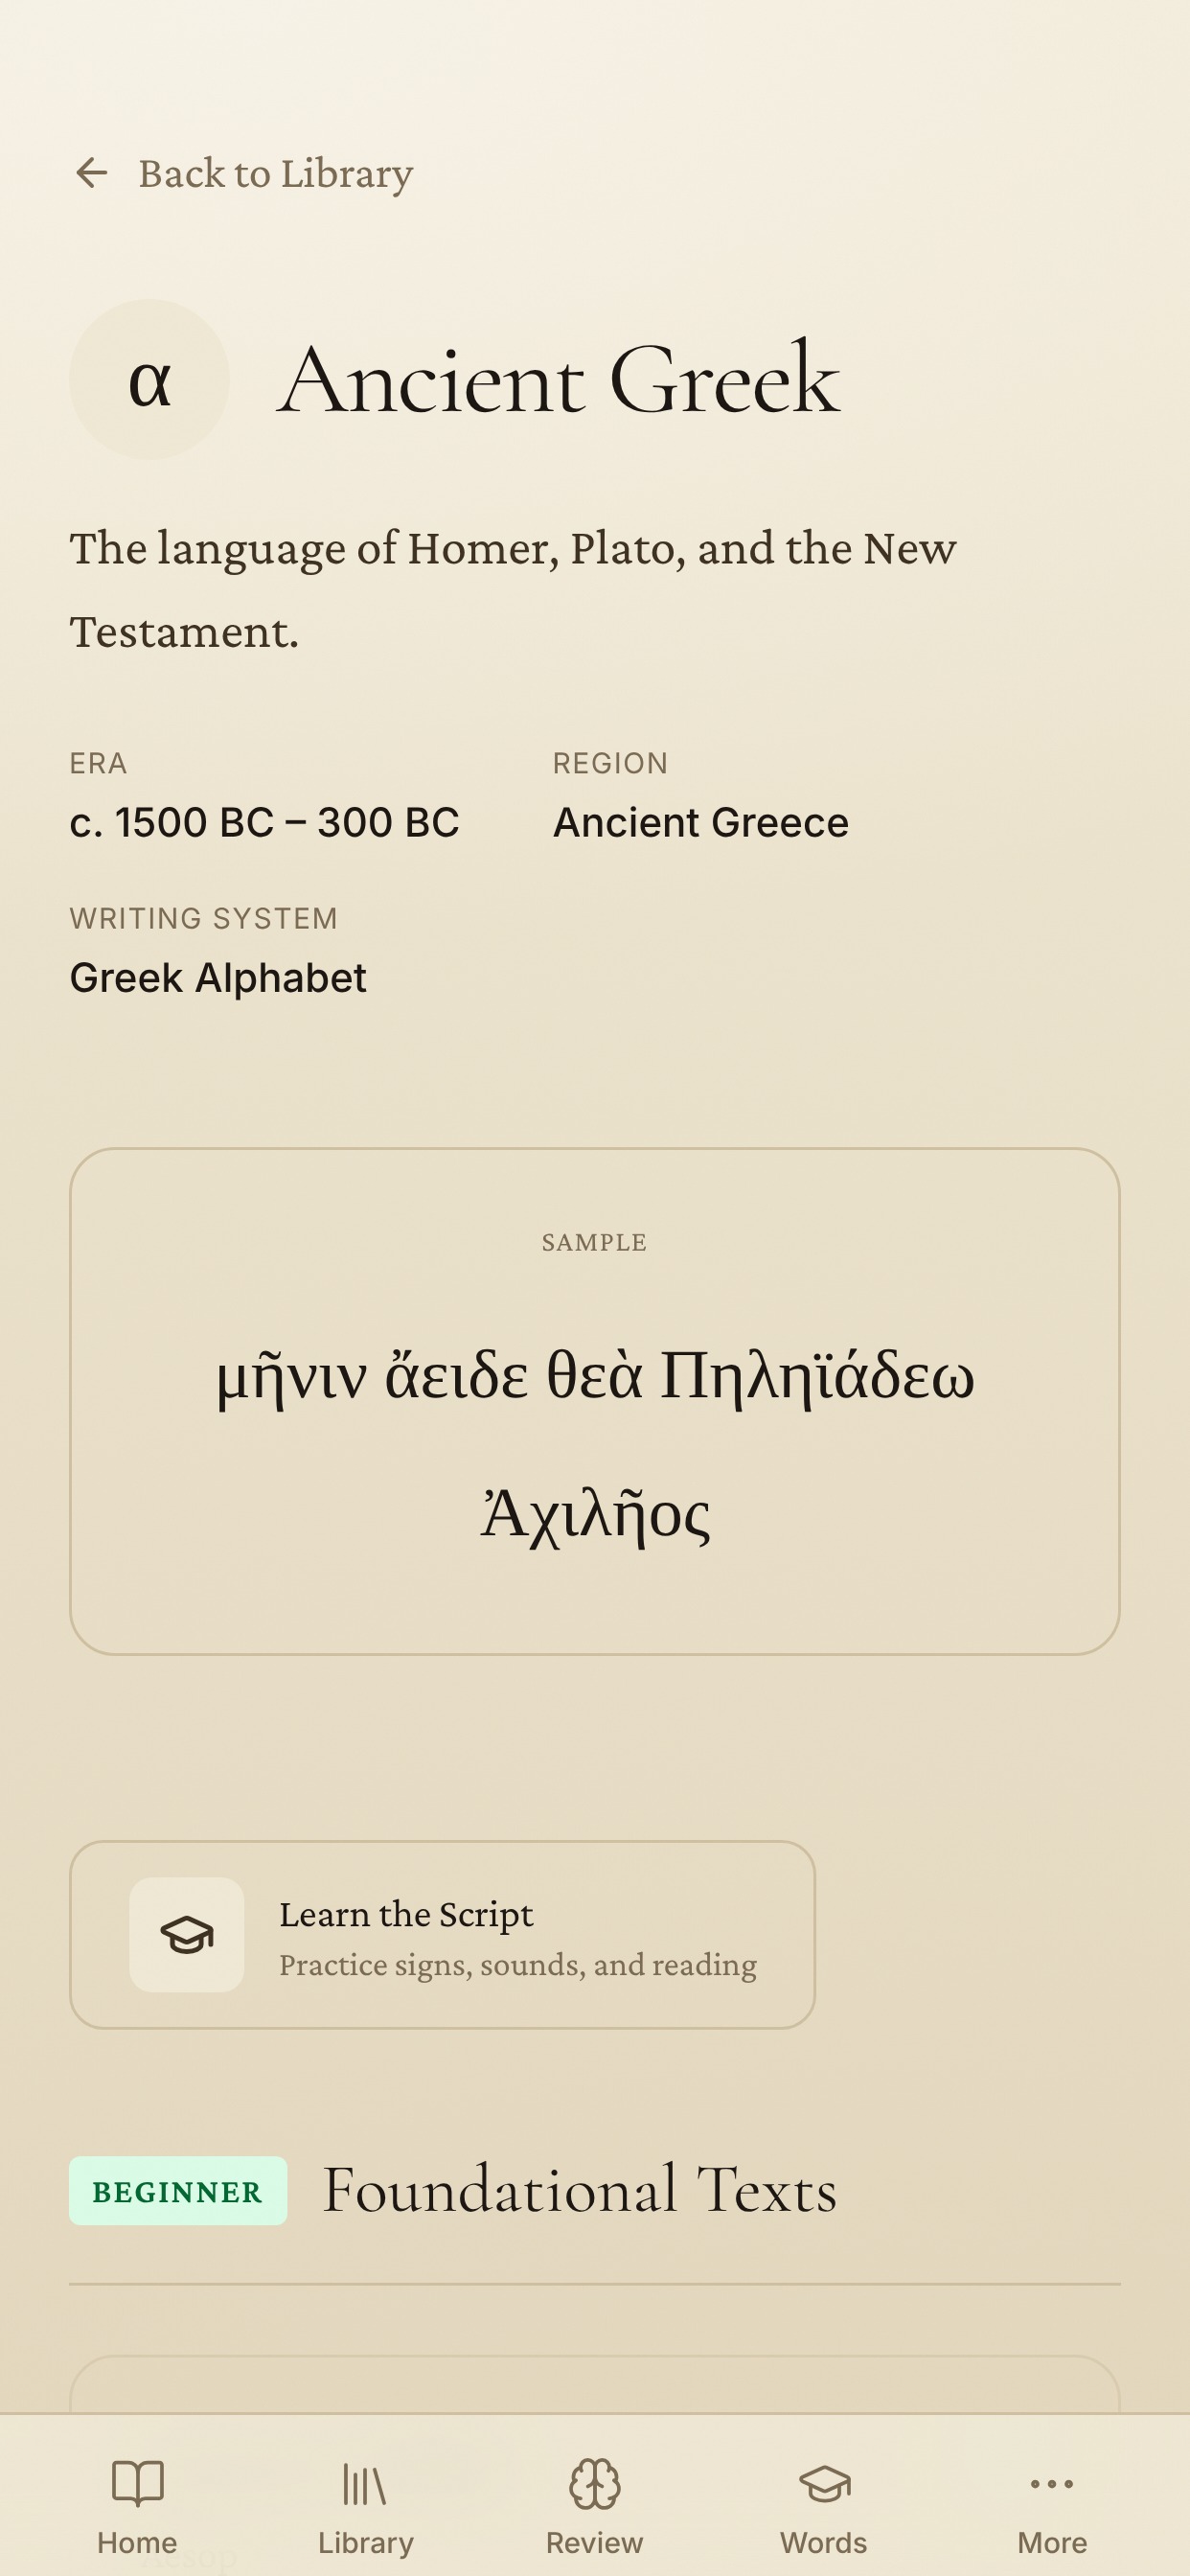 Back to Library
α
Ancient Greek
The language of Homer, Plato, and the New
Testament.
ERA
c. 1500 BC – 300 BC
REGION
Ancient Greece
WRITING SYSTEM
Greek Alphabet
SAMPLE
μῆνιν ἄειδε θεὰ Πηληϊάδεω
Ἀχιλῆος
Learn the Script
Practice signs, sounds, and reading
BEGINNER
Foundational Texts
Home
Library
Review
Words
More
Aesop